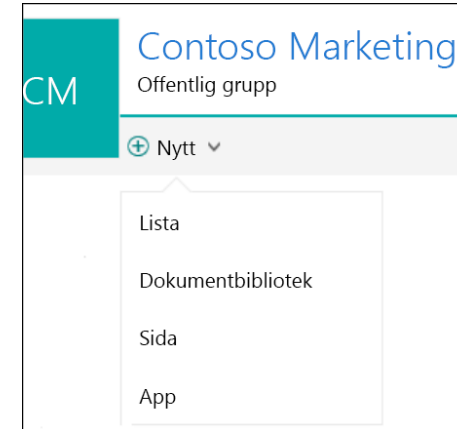 Contoso Marketing
CM
Offentlig grupp
Nytt
Lista
Dokumentbibliotek
Sida
App